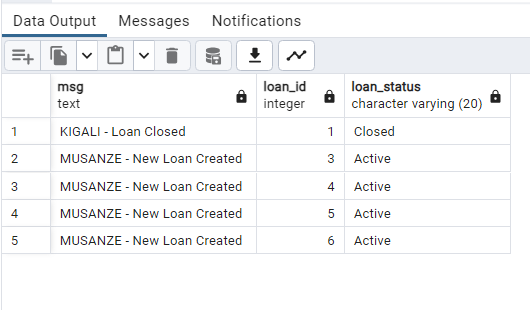 Data Output Messages Notifications
msg loan_id loan_status
text integer character varying (20)
1 KIGALI - Loan Closed 1 Closed
2 MUSANZE - New Loan Created 3 Active
3 MUSANZE - New Loan Created 4 Active
4 MUSANZE - New Loan Created 5 Active
5 MUSANZE - New Loan Created 6 Active